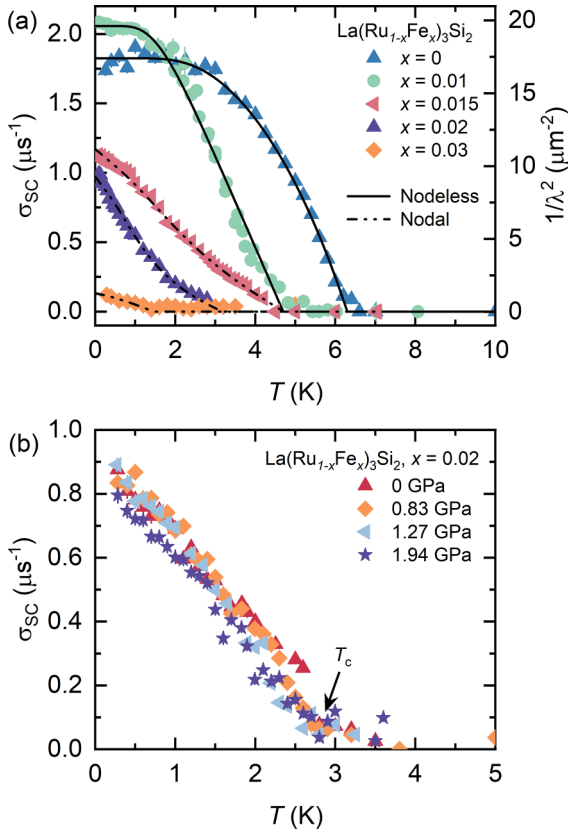 (a)
La(Ru1-xFex)3Si2
x = 0
x = 0.01
x = 0.015
x = 0.02
x = 0.03
Nodeless
Nodal
2.0
1.5
1.0
0.5
0.0
σSC (μs⁻¹)
20
15
10
5
0
1/λ² (μm⁻²)
0 2 4 6 8 10
T (K)
(b)
La(Ru1-xFex)3Si2, x = 0.02
0 GPa
0.83 GPa
1.27 GPa
1.94 GPa
Tc
1.0
0.8
0.6
0.4
0.2
0.0
σSC (μs⁻¹)
0 1 2 3 4 5
T (K)